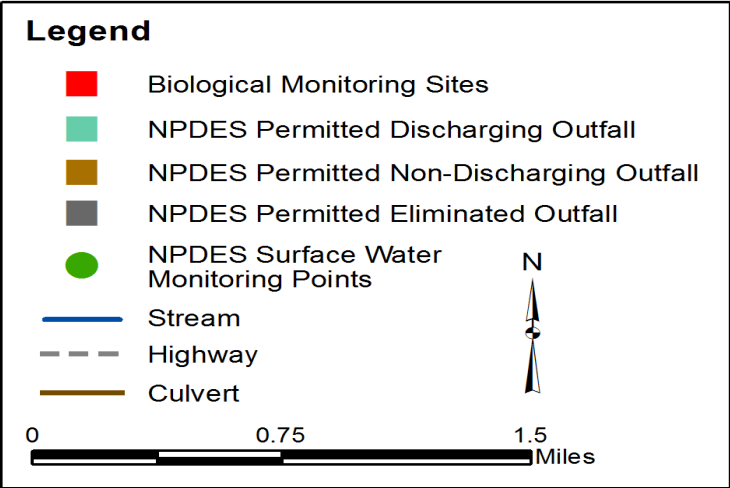 Legend
Biological Monitoring Sites
NPDES Permitted Discharging Outfall
NPDES Permitted Non-Discharging Outfall
NPDES Permitted Eliminated Outfall
NPDES Surface Water
Monitoring Points
N
Stream
Highway
Culvert
0 0.75 1.5
Miles